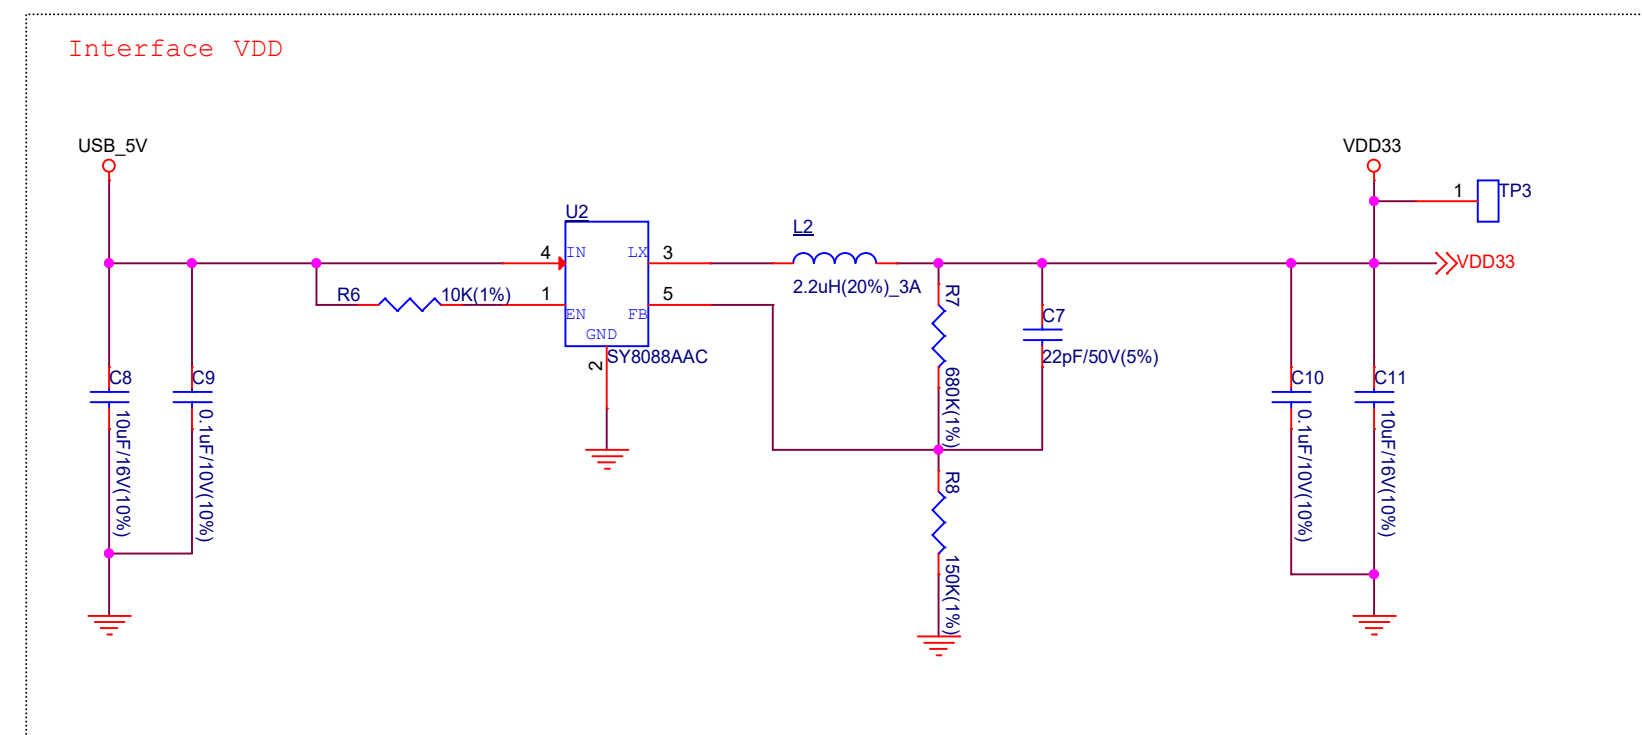 Interface VDD
USB_5V
VDD33
1
TP3
U2
L2
4
IN
LX
3
VDD33
2.2uH(20%)_3A
R6
10K(1%)
1
EN
FB
5
GND
SY8088AAC
2
R7
680K(1%)
C7
22pF/50V(5%)
C8
10uF/16V(10%)
C9
0.1uF/10V(10%)
C10
0.1uF/10V(10%)
C11
10uF/16V(10%)
R8
150K(1%)